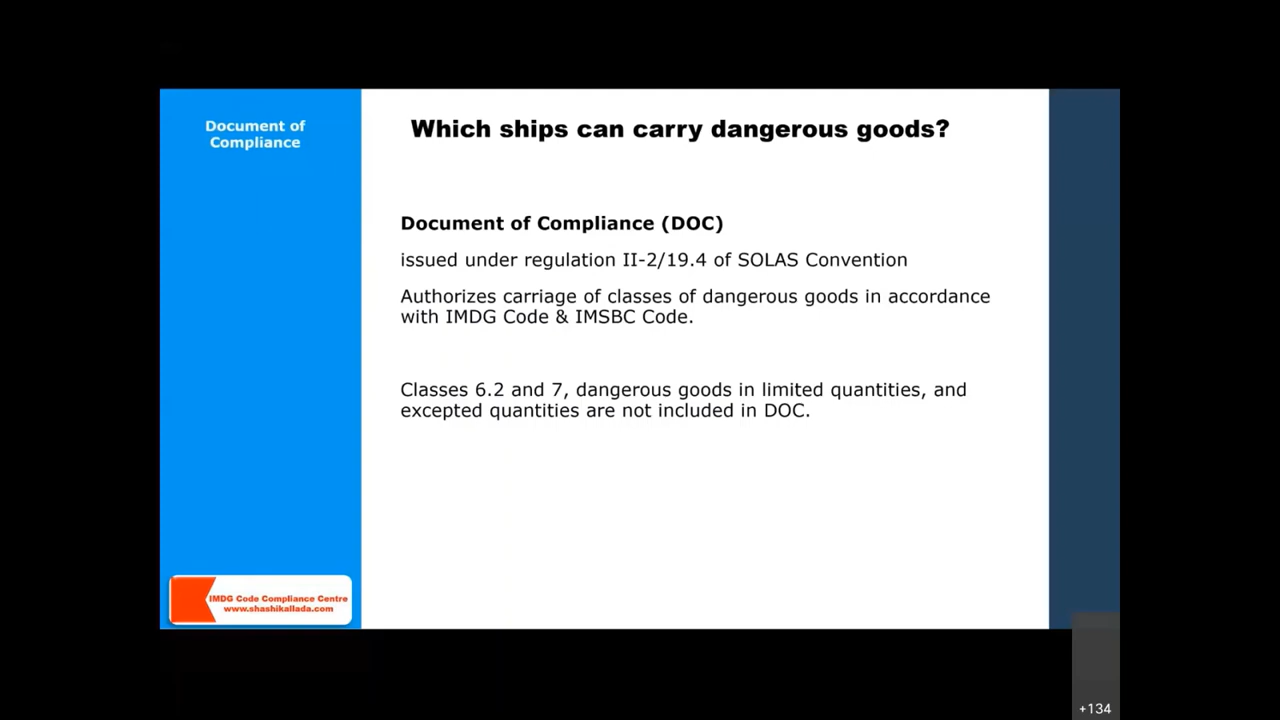 Document of
Compliance
Which ships can carry dangerous goods?
Document of Compliance (DOC)
issued under regulation II-2/19.4 of SOLAS Convention
Authorizes carriage of classes of dangerous goods in accordance
with IMDG Code & IMSBC Code.
Classes 6.2 and 7, dangerous goods in limited quantities, and
excepted quantities are not included in DOC.
IMDG Code Compliance Centre
www.shashikallada.com
+134